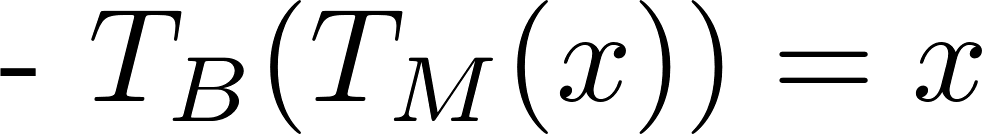 - $T_B(T_M(x)) = x$